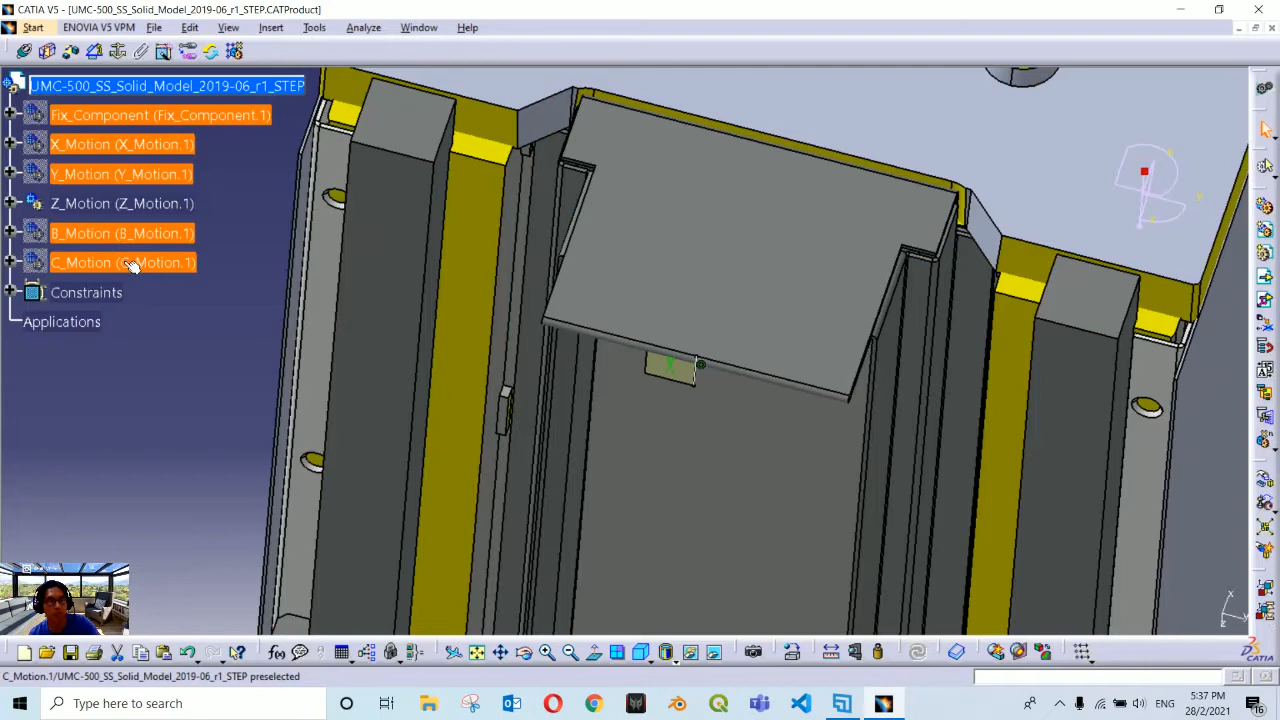 CATIA V5 - [UMC-500_SS_Solid_Model_2019-06_r1_STEP.CATProduct]
Start ENOVIA V5 VPM File Edit View Insert Tools Analyze Window Help
UMC-500_SS_Solid_Model_2019-06_r1_STEP
Fix_Component (Fix_Component.1)
X_Motion (X_Motion.1)
Y_Motion (Y_Motion.1)
Z_Motion (Z_Motion.1)
B_Motion (B_Motion.1)
C_Motion (C_Motion.1)
Constraints
Applications
C_Motion.1/UMC-500_SS_Solid_Model_2019-06_r1_STEP preselected
CATIA
Type here to search
ENG
5:37 PM
28/2/2021
16